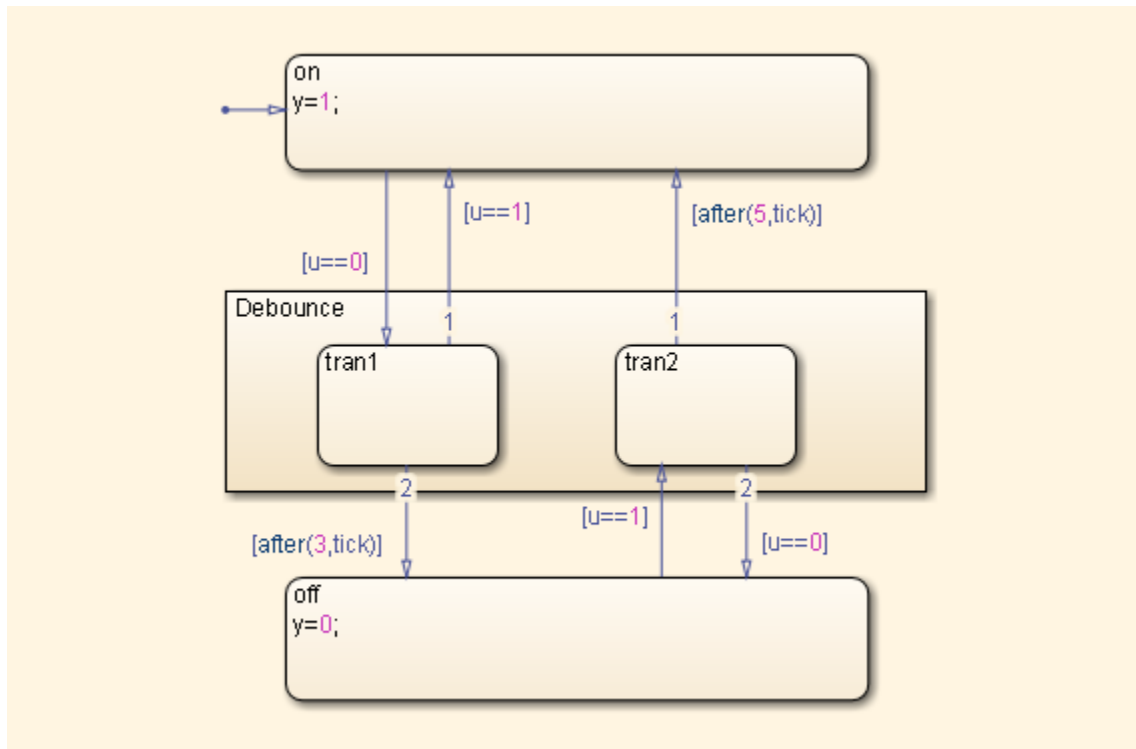 on
y=1;
[u==1]
[after(5,tick)]
[u==0]
Debounce
1
1
tran1
tran2
2
2
[u==1]
[after(3,tick)]
[u==0]
off
y=0;